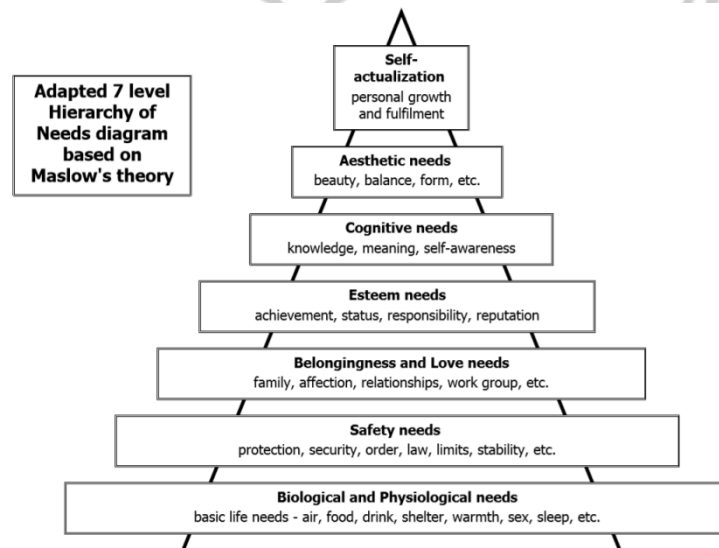 Adapted 7 level
Hierarchy of
Needs diagram
based on
Maslow's theory
Self-
actualization
personal growth
and fulfilment
Aesthetic needs
beauty, balance, form, etc.
Cognitive needs
knowledge, meaning, self-awareness
Esteem needs
achievement, status, responsibility, reputation
Belongingness and Love needs
family, affection, relationships, work group, etc.
Safety needs
protection, security, order, law, limits, stability, etc.
Biological and Physiological needs
basic life needs - air, food, drink, shelter, warmth, sex, sleep, etc.